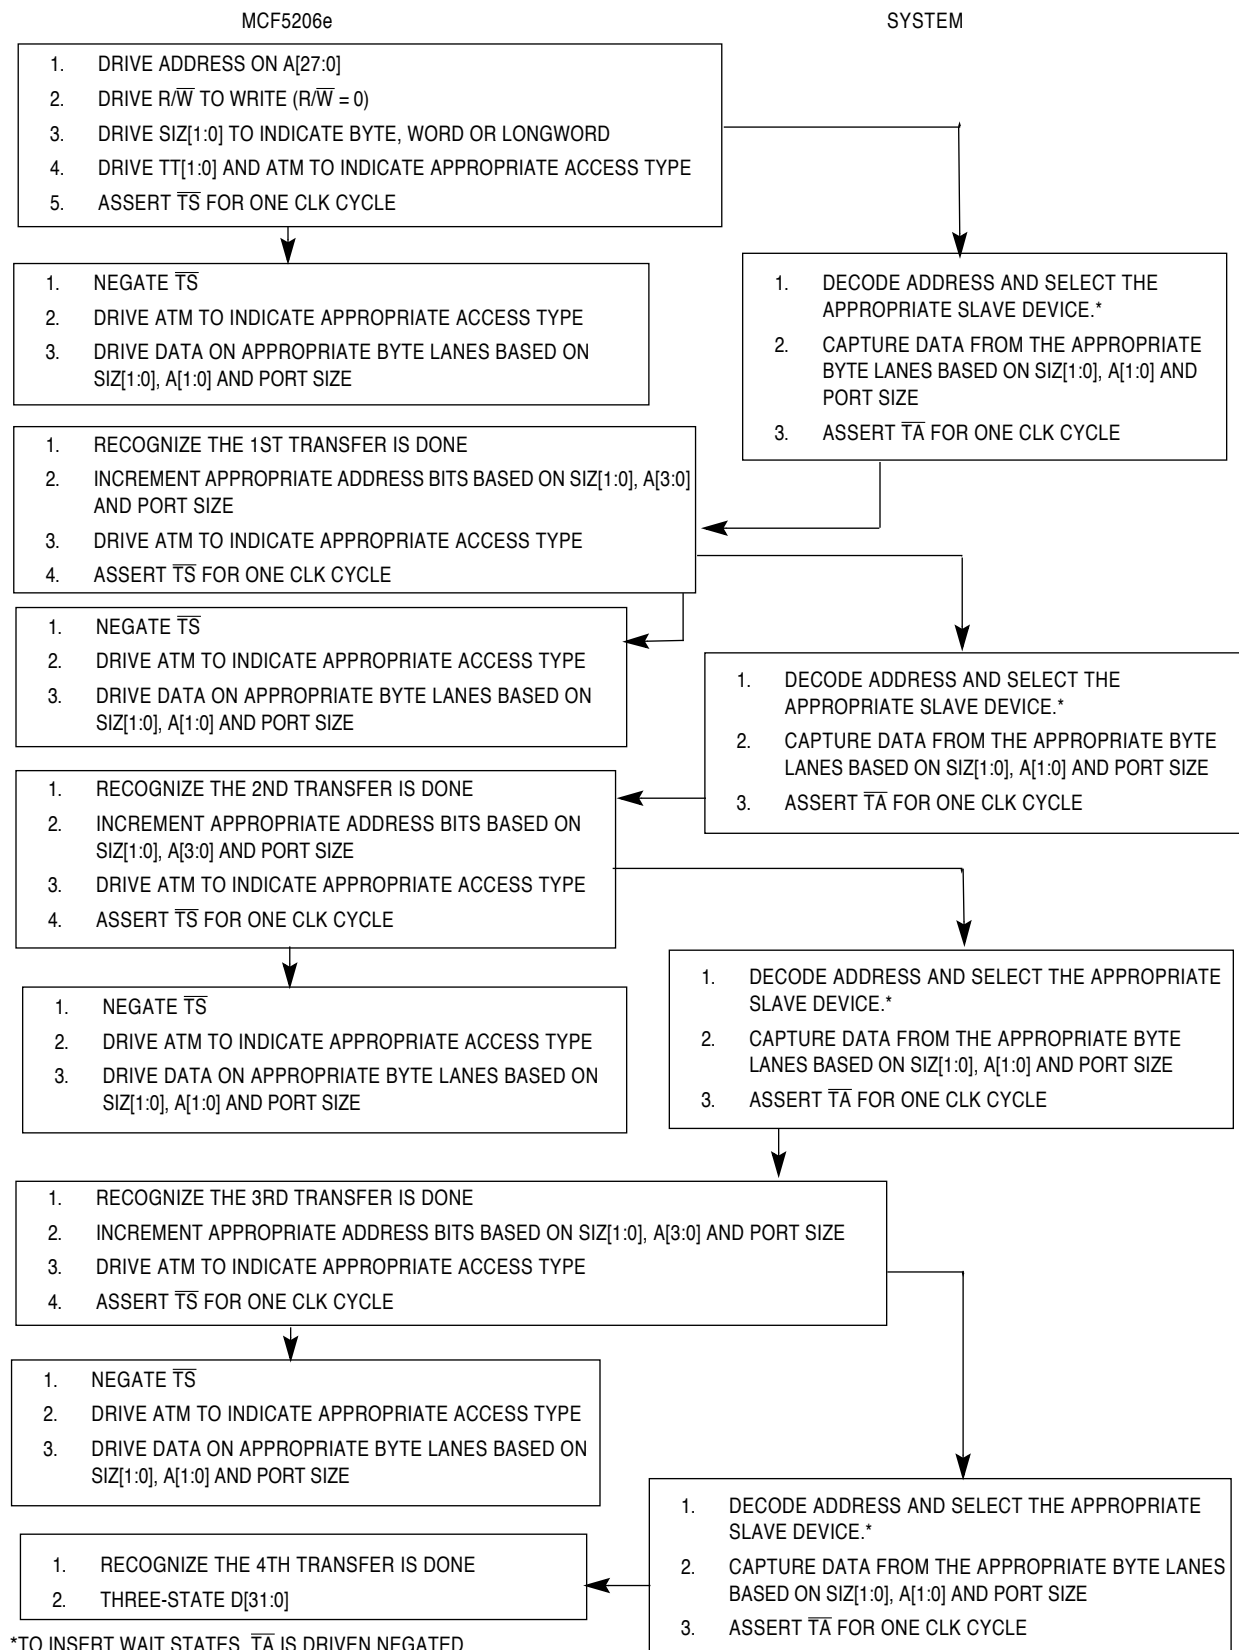 MCF5206e
SYSTEM
1. DRIVE ADDRESS ON A[27:0]
2. DRIVE R/W̅ TO WRITE (R/W̅ = 0)
3. DRIVE SIZ[1:0] TO INDICATE BYTE, WORD OR LONGWORD
4. DRIVE TT[1:0] AND ATM TO INDICATE APPROPRIATE ACCESS TYPE
5. ASSERT T̅S̅ FOR ONE CLK CYCLE
1. NEGATE T̅S̅
2. DRIVE ATM TO INDICATE APPROPRIATE ACCESS TYPE
3. DRIVE DATA ON APPROPRIATE BYTE LANES BASED ON
SIZ[1:0], A[1:0] AND PORT SIZE
1. DECODE ADDRESS AND SELECT THE
APPROPRIATE SLAVE DEVICE.*
2. CAPTURE DATA FROM THE APPROPRIATE
BYTE LANES BASED ON SIZ[1:0], A[1:0] AND
PORT SIZE
3. ASSERT T̅A̅ FOR ONE CLK CYCLE
1. RECOGNIZE THE 1ST TRANSFER IS DONE
2. INCREMENT APPROPRIATE ADDRESS BITS BASED ON SIZ[1:0], A[3:0]
AND PORT SIZE
3. DRIVE ATM TO INDICATE APPROPRIATE ACCESS TYPE
4. ASSERT T̅S̅ FOR ONE CLK CYCLE
1. NEGATE T̅S̅
2. DRIVE ATM TO INDICATE APPROPRIATE ACCESS TYPE
3. DRIVE DATA ON APPROPRIATE BYTE LANES BASED ON
SIZ[1:0], A[1:0] AND PORT SIZE
1. DECODE ADDRESS AND SELECT THE
APPROPRIATE SLAVE DEVICE.*
2. CAPTURE DATA FROM THE APPROPRIATE BYTE
LANES BASED ON SIZ[1:0], A[1:0] AND PORT SIZE
3. ASSERT T̅A̅ FOR ONE CLK CYCLE
1. RECOGNIZE THE 2ND TRANSFER IS DONE
2. INCREMENT APPROPRIATE ADDRESS BITS BASED ON
SIZ[1:0], A[3:0] AND PORT SIZE
3. DRIVE ATM TO INDICATE APPROPRIATE ACCESS TYPE
4. ASSERT T̅S̅ FOR ONE CLK CYCLE
1. NEGATE T̅S̅
2. DRIVE ATM TO INDICATE APPROPRIATE ACCESS TYPE
3. DRIVE DATA ON APPROPRIATE BYTE LANES BASED ON
SIZ[1:0], A[1:0] AND PORT SIZE
1. DECODE ADDRESS AND SELECT THE APPROPRIATE
SLAVE DEVICE.*
2. CAPTURE DATA FROM THE APPROPRIATE BYTE
LANES BASED ON SIZ[1:0], A[1:0] AND PORT SIZE
3. ASSERT T̅A̅ FOR ONE CLK CYCLE
1. RECOGNIZE THE 3RD TRANSFER IS DONE
2. INCREMENT APPROPRIATE ADDRESS BITS BASED ON SIZ[1:0], A[3:0] AND PORT SIZE
3. DRIVE ATM TO INDICATE APPROPRIATE ACCESS TYPE
4. ASSERT T̅S̅ FOR ONE CLK CYCLE
1. NEGATE T̅S̅
2. DRIVE ATM TO INDICATE APPROPRIATE ACCESS TYPE
3. DRIVE DATA ON APPROPRIATE BYTE LANES BASED ON
SIZ[1:0], A[1:0] AND PORT SIZE
1. DECODE ADDRESS AND SELECT THE APPROPRIATE
SLAVE DEVICE.*
2. CAPTURE DATA FROM THE APPROPRIATE BYTE LANES
BASED ON SIZ[1:0], A[1:0] AND PORT SIZE
3. ASSERT T̅A̅ FOR ONE CLK CYCLE
1. RECOGNIZE THE 4TH TRANSFER IS DONE
2. THREE-STATE D[31:0]
*TO INSERT WAIT STATES, T̅A̅ IS DRIVEN NEGATED